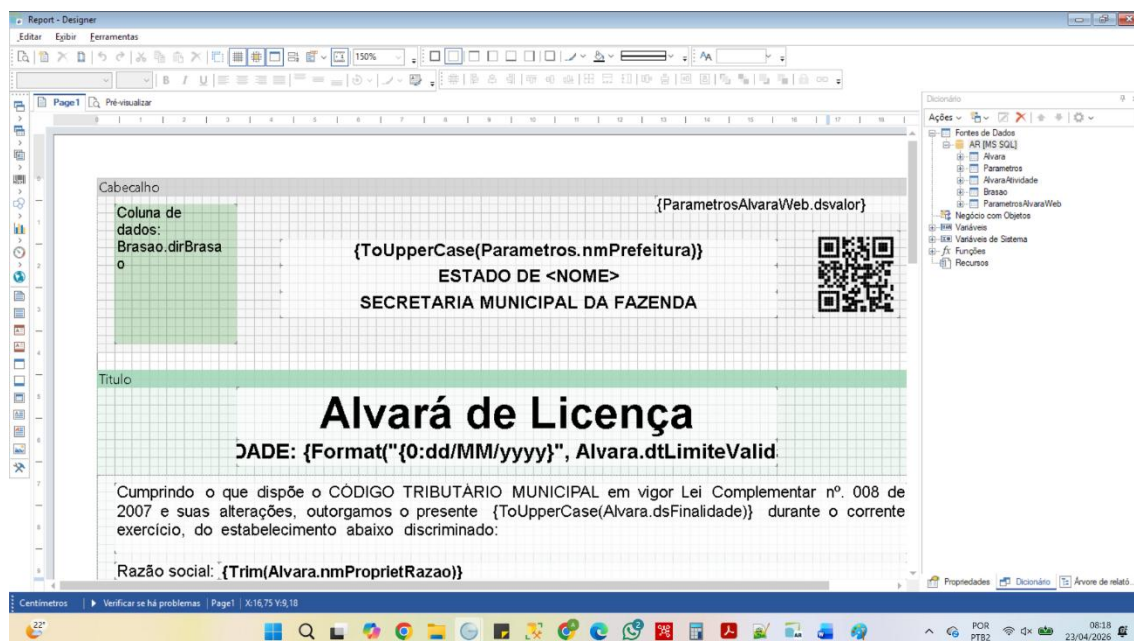 Report - Designer
Editar Exibir Ferramentas
150%
B I U
Page1 Pré-visualizar
Dicionário
Ações
Fontes de Dados
AR [MS SQL]
Alvara
Parametros
AlvaraAtividade
Brasao
ParametrosAlvaraWeb
Negócio com Objetos
Variáveis
Variáveis de Sistema
Funções
Recursos
Cabecalho
{ParametrosAlvaraWeb.dsvalor}
Coluna de
dados:
Brasao.dirBrasa
o
{ToUpperCase(Parametros.nmPrefeitura)}
ESTADO DE <NOME>
SECRETARIA MUNICIPAL DA FAZENDA
Titulo
Alvará de Licença
DADE: {Format("{0:dd/MM/yyyy}", Alvara.dtLimiteValid
Cumprindo o que dispõe o CÓDIGO TRIBUTÁRIO MUNICIPAL em vigor Lei Complementar nº. 008 de
2007 e suas alterações, outorgamos o presente {ToUpperCase(Alvara.dsFinalidade)} durante o corrente
exercício, do estabelecimento abaixo discriminado:
Razão social: {Trim(Alvara.nmProprietRazao)}
Propriedades Dicionário Árvore de relató...
Centímetros Verificar se há problemas Page1 X:16,75 Y:9,18
22°
POR
PTB2
08:18
23/04/2026